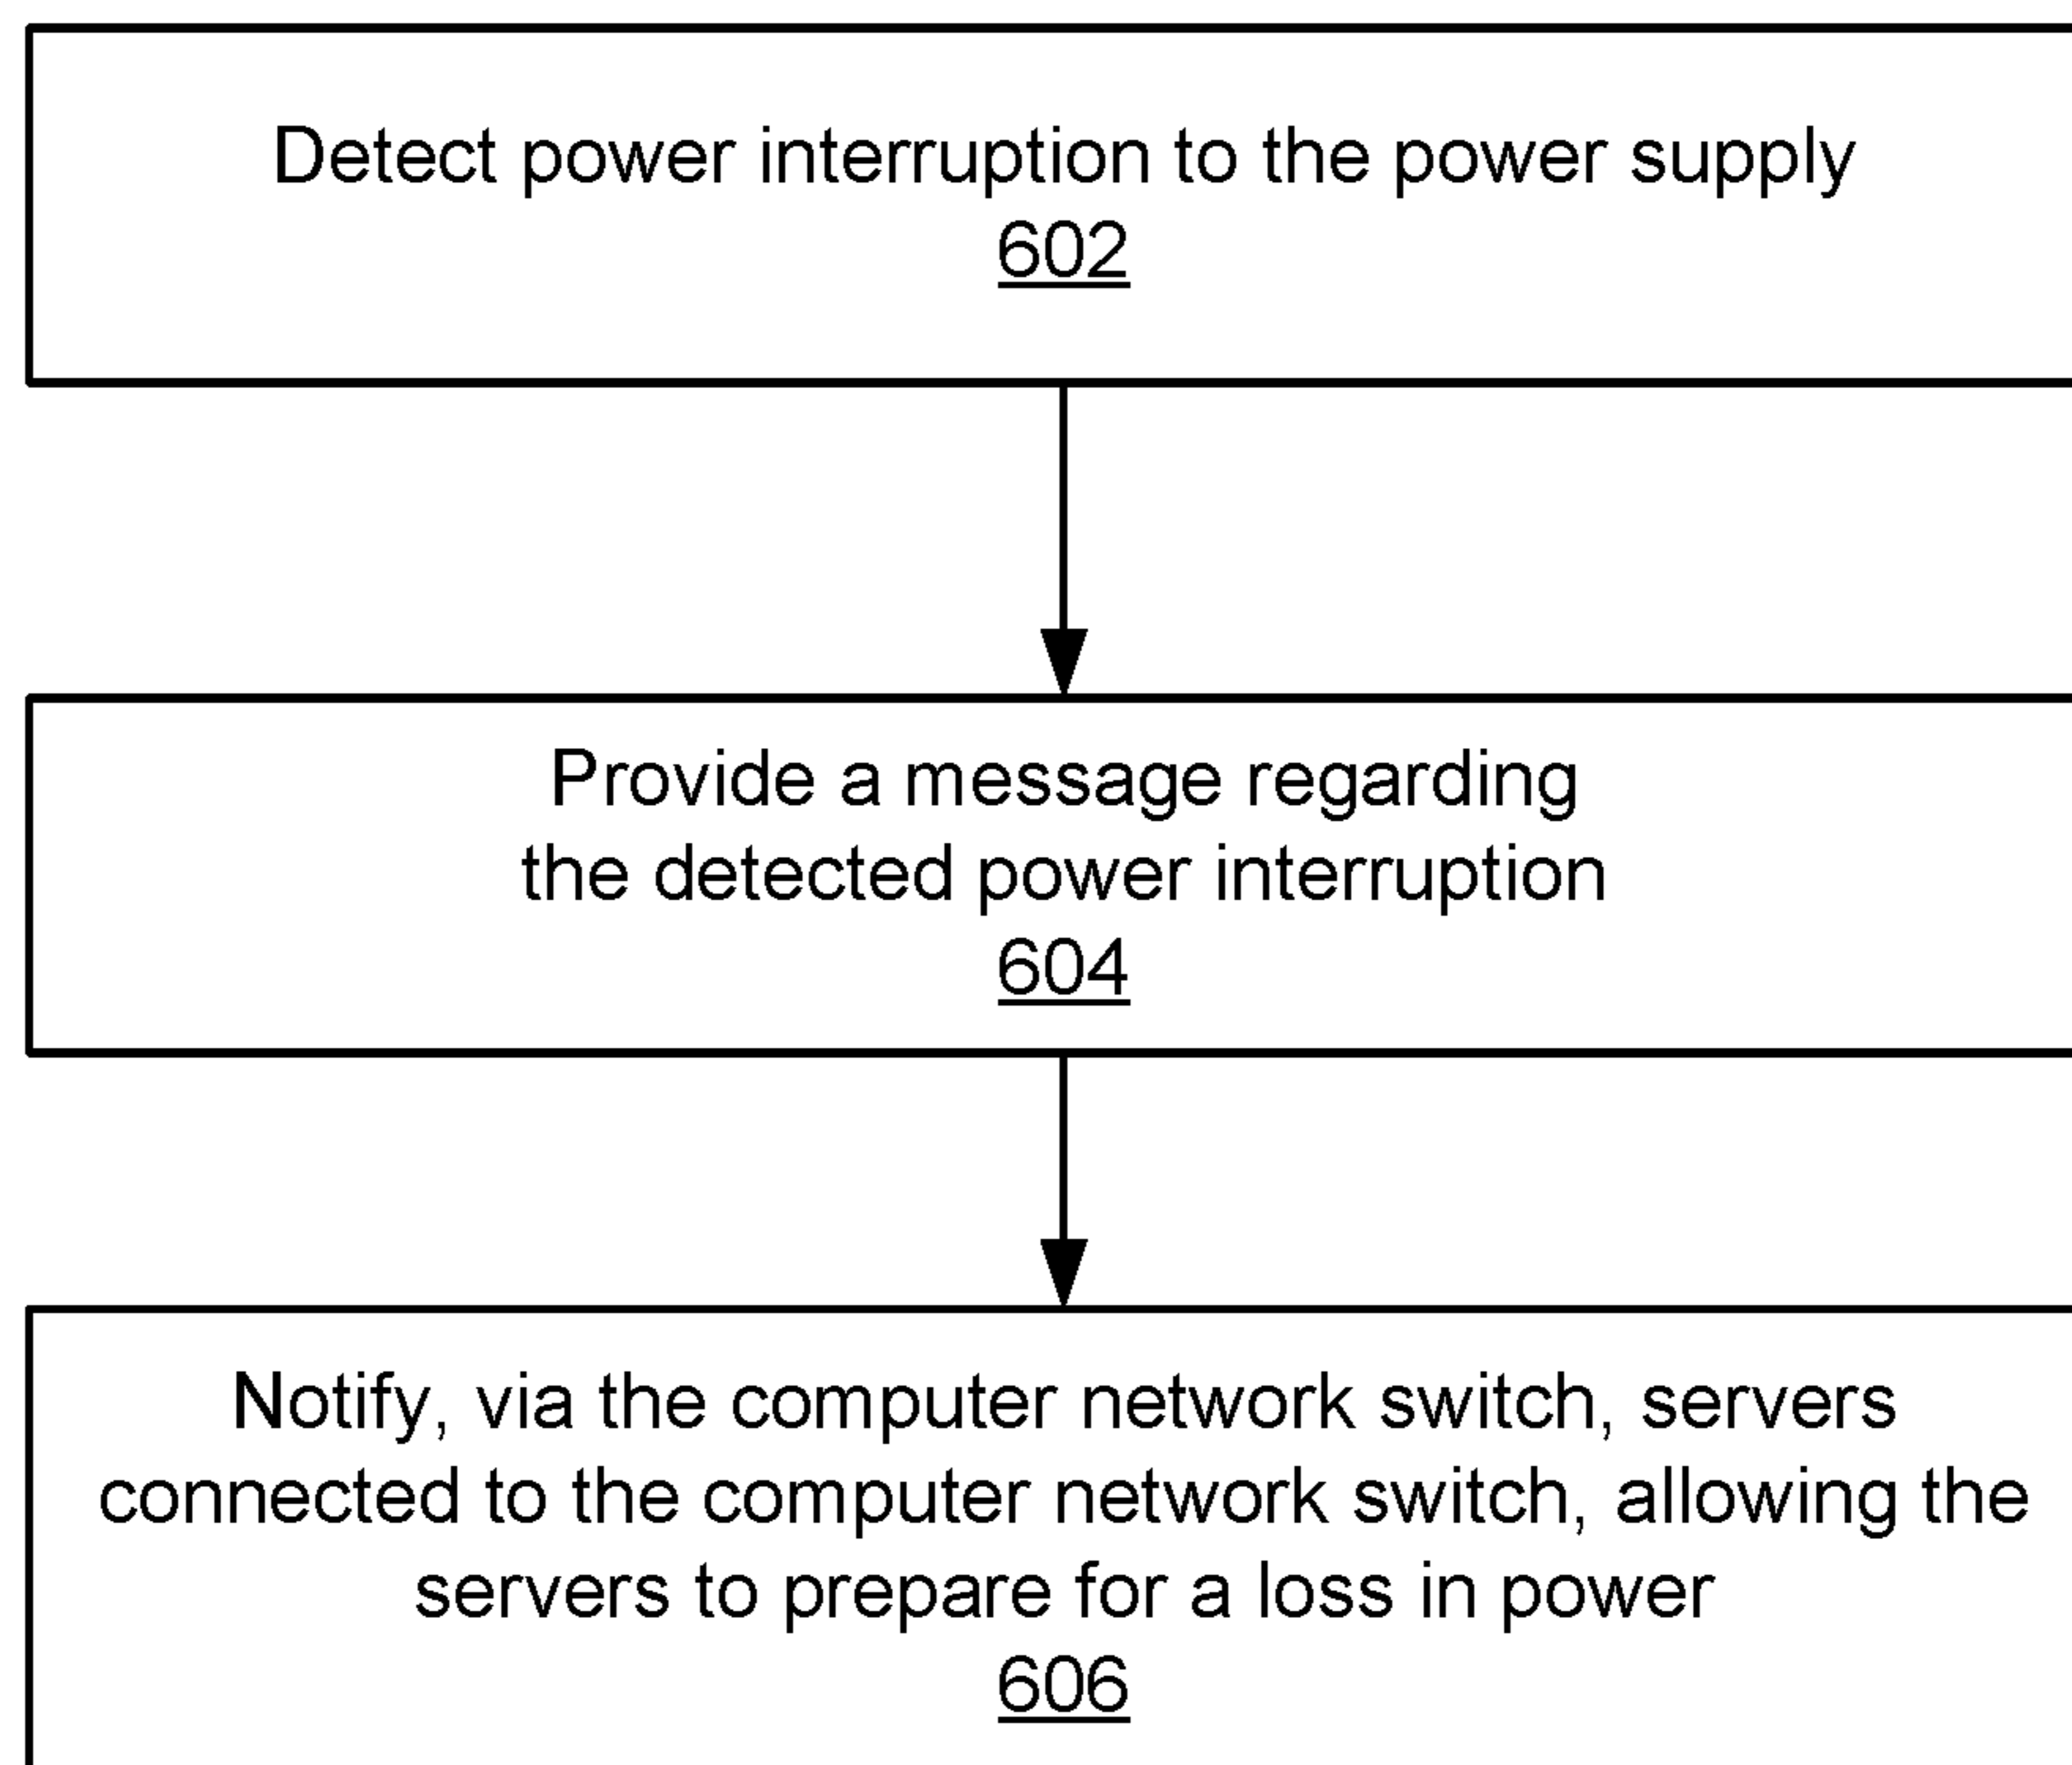 Detect power interruption to the power supply
602
Provide a message regarding
the detected power interruption
604
Notify, via the computer network switch, servers
connected to the computer network switch, allowing the
servers to prepare for a loss in power
606